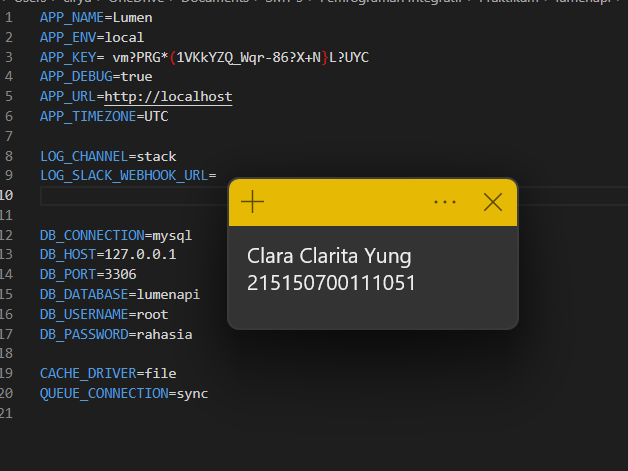 1 APP_NAME=Lumen
2 APP_ENV=local
3 APP_KEY= vm?PRG*(1VKkYZQ_Wqr-86?X+N}L?UYC
4 APP_DEBUG=true
5 APP_URL=http://localhost
6 APP_TIMEZONE=UTC
7
8 LOG_CHANNEL=stack
9 LOG_SLACK_WEBHOOK_URL=
10
11
12 DB_CONNECTION=mysql
13 DB_HOST=127.0.0.1
14 DB_PORT=3306
15 DB_DATABASE=lumenapi
16 DB_USERNAME=root
17 DB_PASSWORD=rahasia
18
19 CACHE_DRIVER=file
20 QUEUE_CONNECTION=sync
21
Clara Clarita Yung
215150700111051